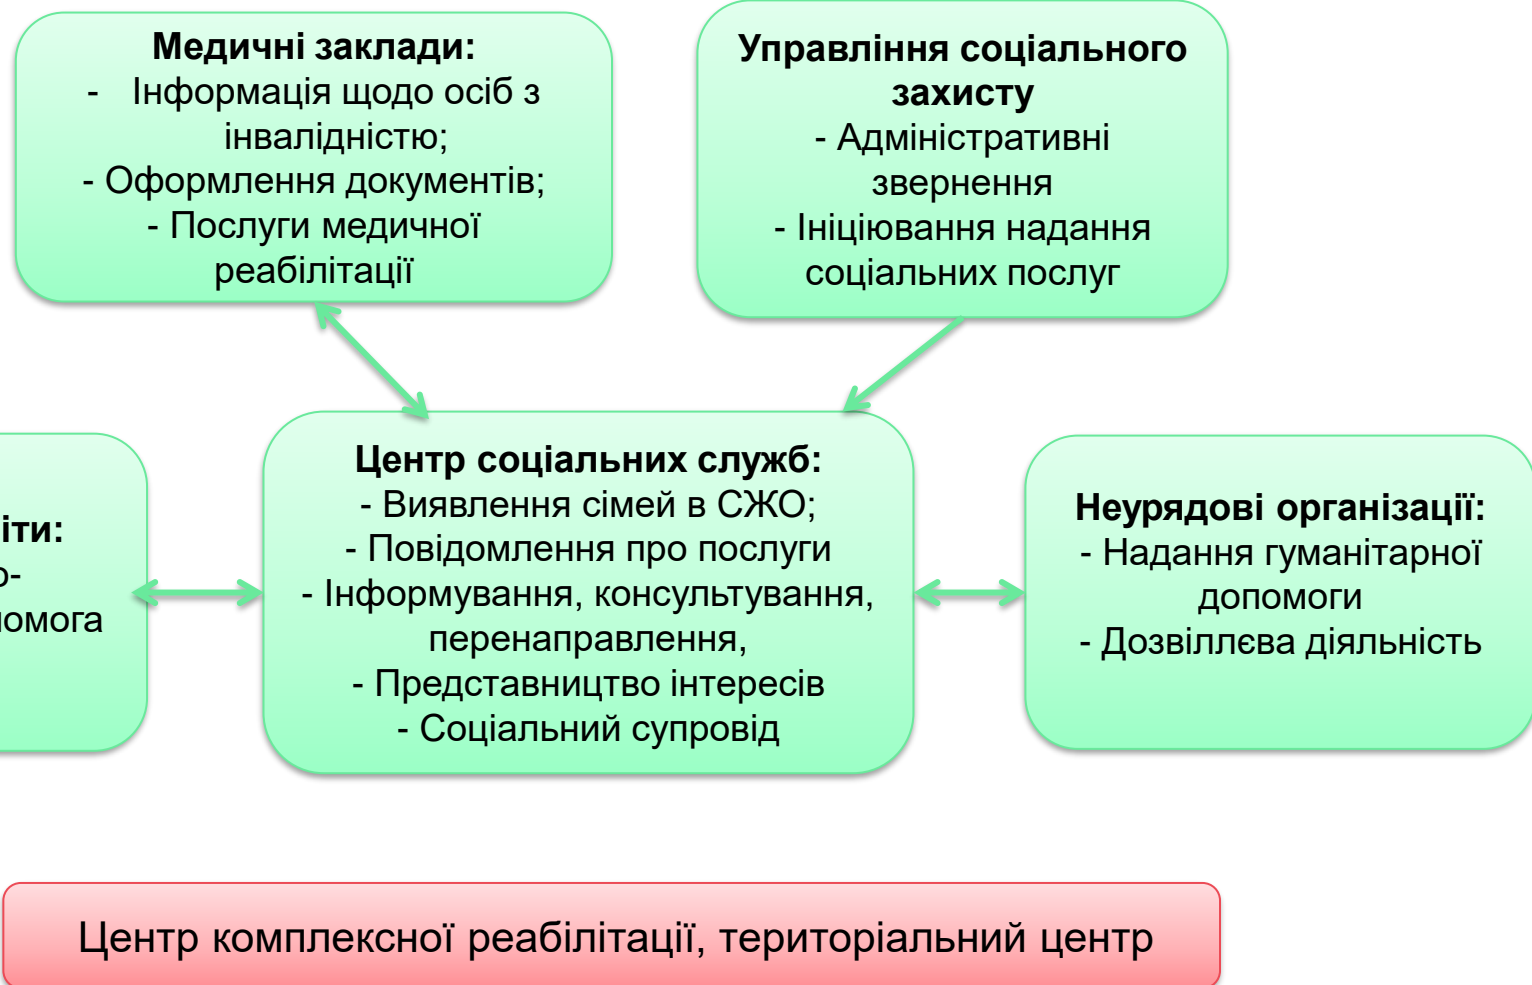 Медичні заклади:
- Інформація щодо осіб з
інвалідністю;
- Оформлення документів;
- Послуги медичної
реабілітації
Управління соціального
захисту
- Адміністративні
звернення
- Ініціювання надання
соціальних послуг
Центр соціальних служб:
- Виявлення сімей в СЖО;
- Повідомлення про послуги
- Інформування, консультування,
перенаправлення,
- Представництво інтересів
- Соціальний супровід
Неурядові організації:
- Надання гуманітарної
допомоги
- Дозвіллєва діяльність
Центр комплексної реабілітації, територіальний центр